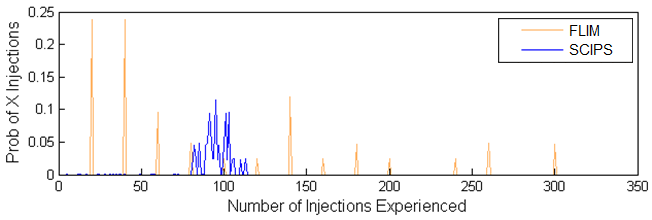 0.25
0.2
0.15
0.1
0.05
0
Prob of X Injections
FLIM
SCIPS
0 50 100 150 200 250 300 350
Number of Injections Experienced